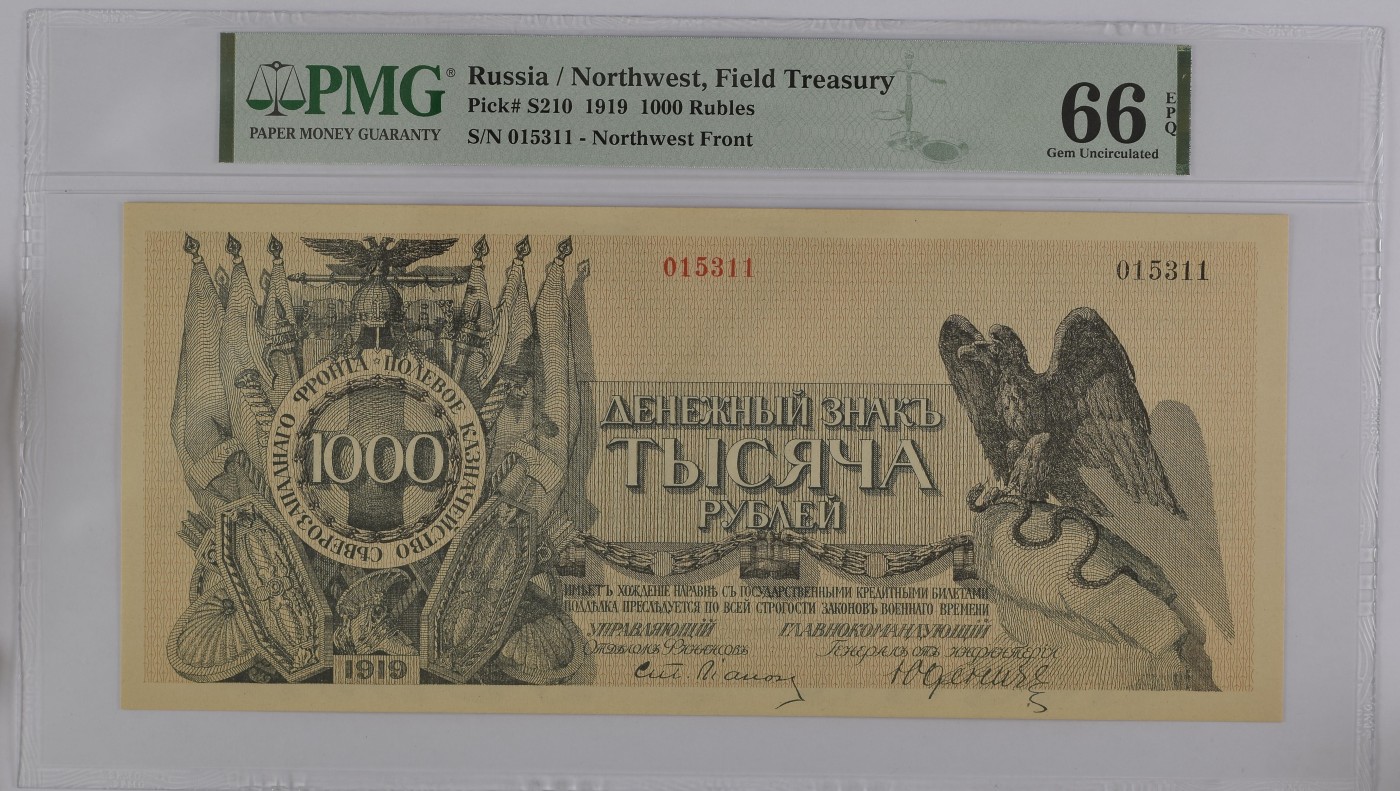 PMG®
PAPER MONEY GUARANTY
Russia / Northwest, Field Treasury
Pick# S210 1919 1000 Rubles
S/N 015311 - Northwest Front
66
EPQ
Gem Uncirculated
015311
015311
ПОЛЕВОЕ КАЗНАЧЕЙСТВО СѢВЕРОЗАПАДНАГО ФРОНТА
1000
ДЕНЕЖНЫЙ ЗНАКЪ
ТЫСЯЧА
РУБЛЕЙ
ИМѢЕТЪ ХОЖДЕНІЕ НАРАВНѢ СЪ ГОСУДАРСТВЕННЫМИ КРЕДИТНЫМИ БИЛЕТАМИ
ПОДДѢЛКА ПРЕСЛѢДУЕТСЯ ПО ВСЕЙ СТРОГОСТИ ЗАКОНОВЪ ВОЕННАГО ВРЕМЕНИ
УПРАВЛЯЮЩІЙ ГЛАВНОКОМАНДУЮЩІЙ
Отдѣломъ Финансовъ Генералъ отъ инфантеріи
1919